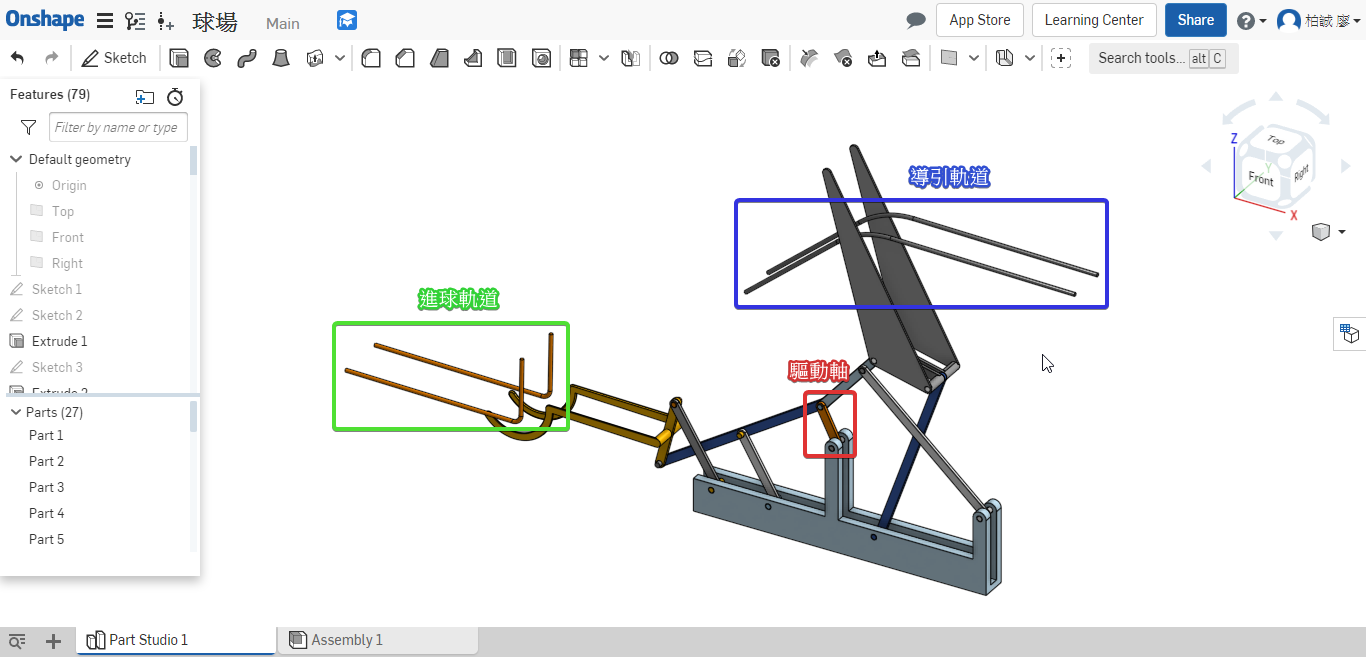 Onshape
球場 Main
App Store
Learning Center
Share
柏誠 廖
Sketch
Search tools... alt C
Features (79)
Filter by name or type
Default geometry
Origin
Top
Front
Right
Sketch 1
Sketch 2
Extrude 1
Sketch 3
Extrude 2
Parts (27)
Part 1
Part 2
Part 3
Part 4
Part 5
進球軌道
導引軌道
驅動軸
Z
Top
Y
Front
Right
X
Part Studio 1
Assembly 1